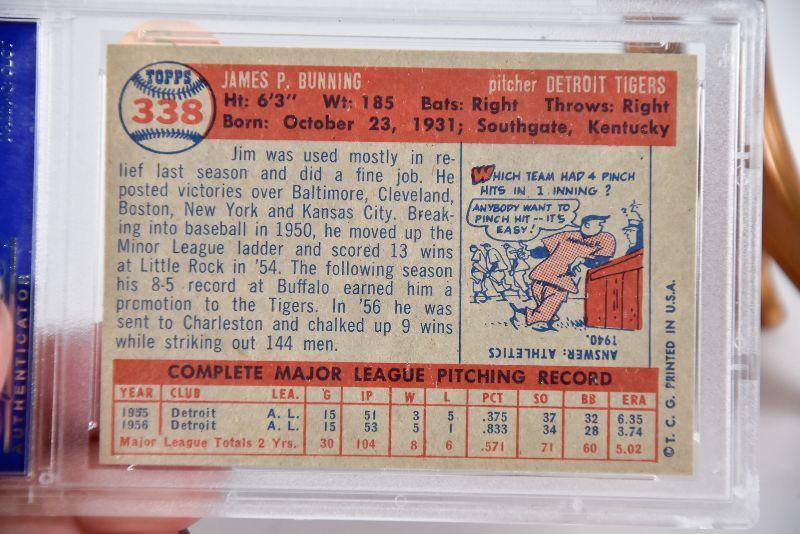 TOPPS
338
JAMES P. BUNNING pitcher DETROIT TIGERS
Ht: 6'3" Wt: 185 Bats: Right Throws: Right
Born: October 23, 1931; Southgate, Kentucky
Jim was used mostly in re-
lief last season and did a fine job. He
posted victories over Baltimore, Cleveland,
Boston, New York and Kansas City. Break-
ing into baseball in 1950, he moved up the
Minor League ladder and scored 13 wins
at Little Rock in '54. The following season
his 8-5 record at Buffalo earned him a
promotion to the Tigers. In '56 he was
sent to Charleston and chalked up 9 wins
while striking out 144 men.
WHICH TEAM HAD 4 PINCH
HITS IN 1 INNING?
ANYBODY WANT TO
PINCH HIT -- IT'S
EASY!
ANSWER: ATHLETICS
1940.
COMPLETE MAJOR LEAGUE PITCHING RECORD
YEAR CLUB LEA. G IP W L PCT SO BB ERA
1955 Detroit A. L. 15 51 3 5 .375 37 32 6.35
1956 Detroit A. L. 15 53 5 1 .833 34 28 3.74
Major League Totals 2 Yrs. 30 104 8 6 .571 71 60 5.02
© T. C. G. PRINTED IN U.S.A.
AUTHENTICATOR